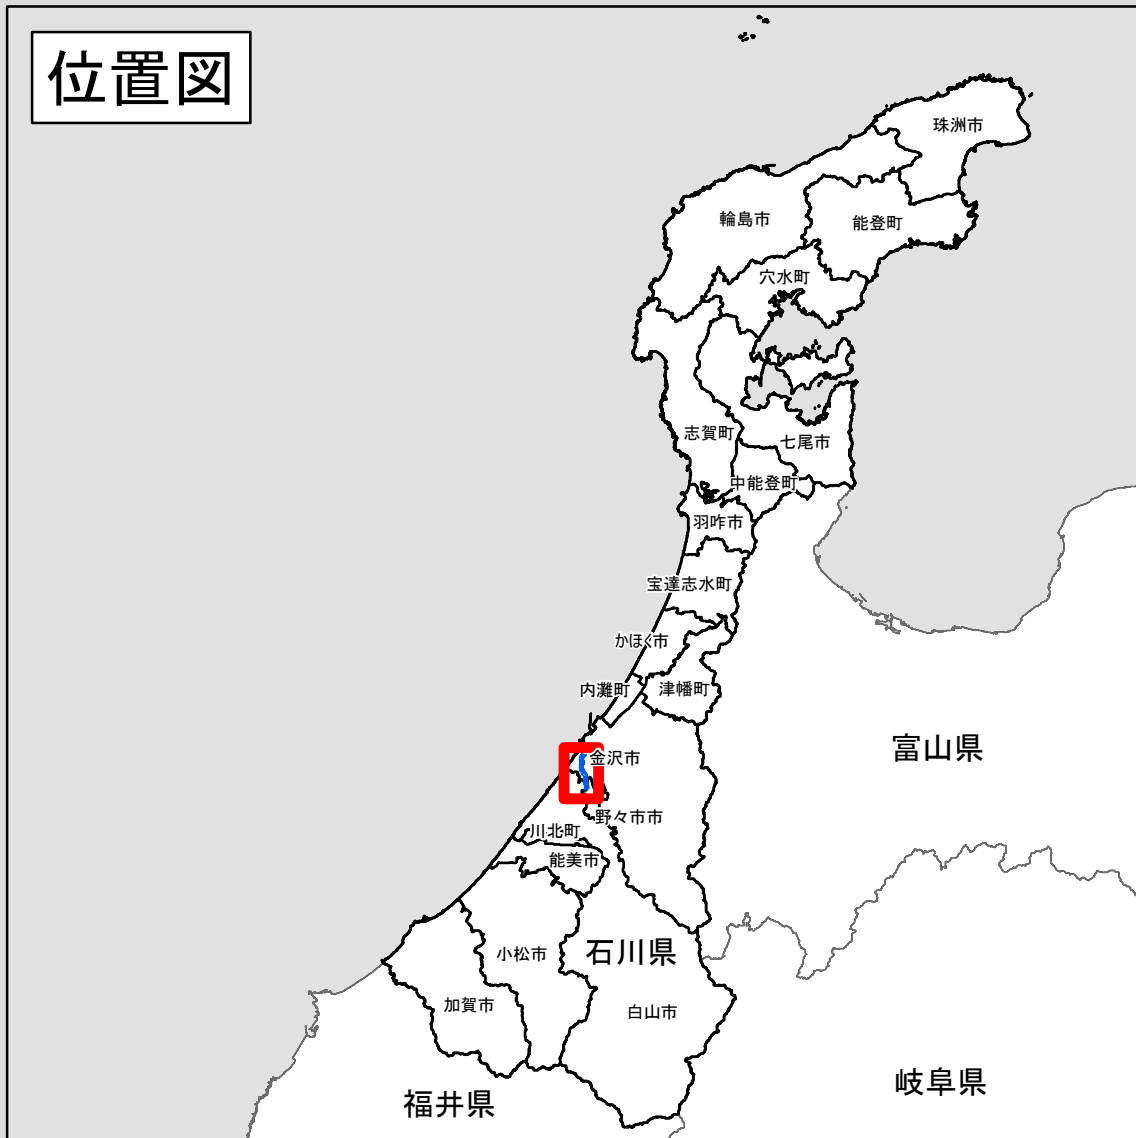 位置図
珠洲市
輪島市
能登町
穴水町
志賀町
七尾市
中能登町
羽咋市
宝達志水町
かほく市
内灘町
津幡町
富山県
金沢市
野々市市
川北町
能美市
小松市
石川県
加賀市
白山市
岐阜県
福井県